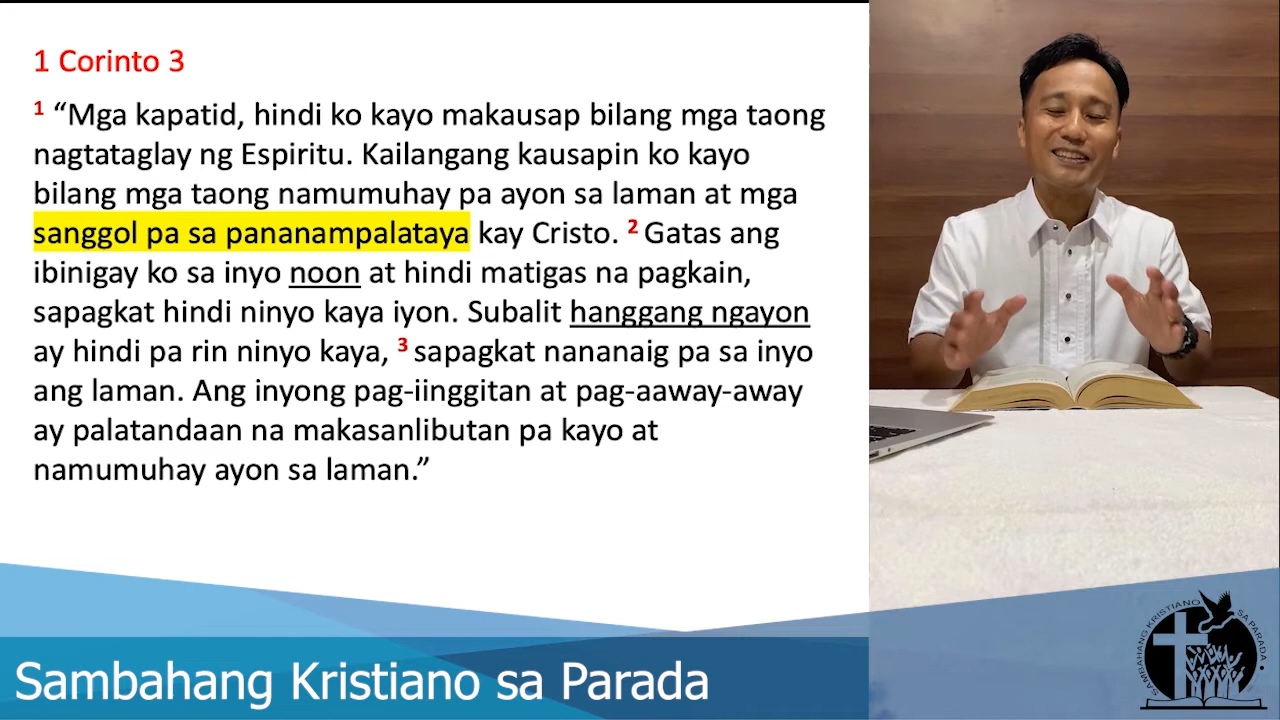 1 Corinto 3
1 “Mga kapatid, hindi ko kayo makausap bilang mga taong
nagtataglay ng Espiritu. Kailangang kausapin ko kayo
bilang mga taong namumuhay pa ayon sa laman at mga
sanggol pa sa pananampalataya kay Cristo. 2 Gatas ang
ibinigay ko sa inyo noon at hindi matigas na pagkain,
sapagkat hindi ninyo kaya iyon. Subalit hanggang ngayon
ay hindi pa rin ninyo kaya, 3 sapagkat nananaig pa sa inyo
ang laman. Ang inyong pag-iinggitan at pag-aaway-away
ay palatandaan na makasanlibutan pa kayo at
namumuhay ayon sa laman.”
Sambahang Kristiano sa Parada
SAMBAHANG KRISTIANO SA PARADA